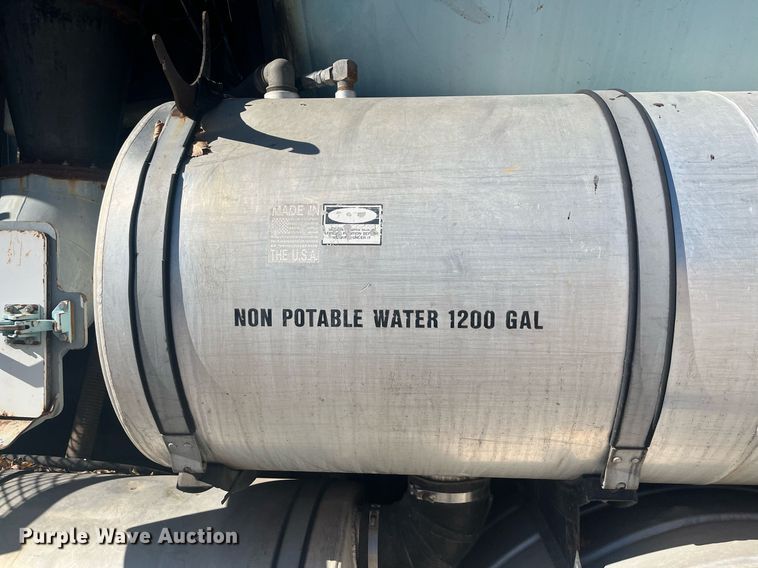 MADE IN
THE U.S.A.
NON POTABLE WATER 1200 GAL
Purple Wave Auction